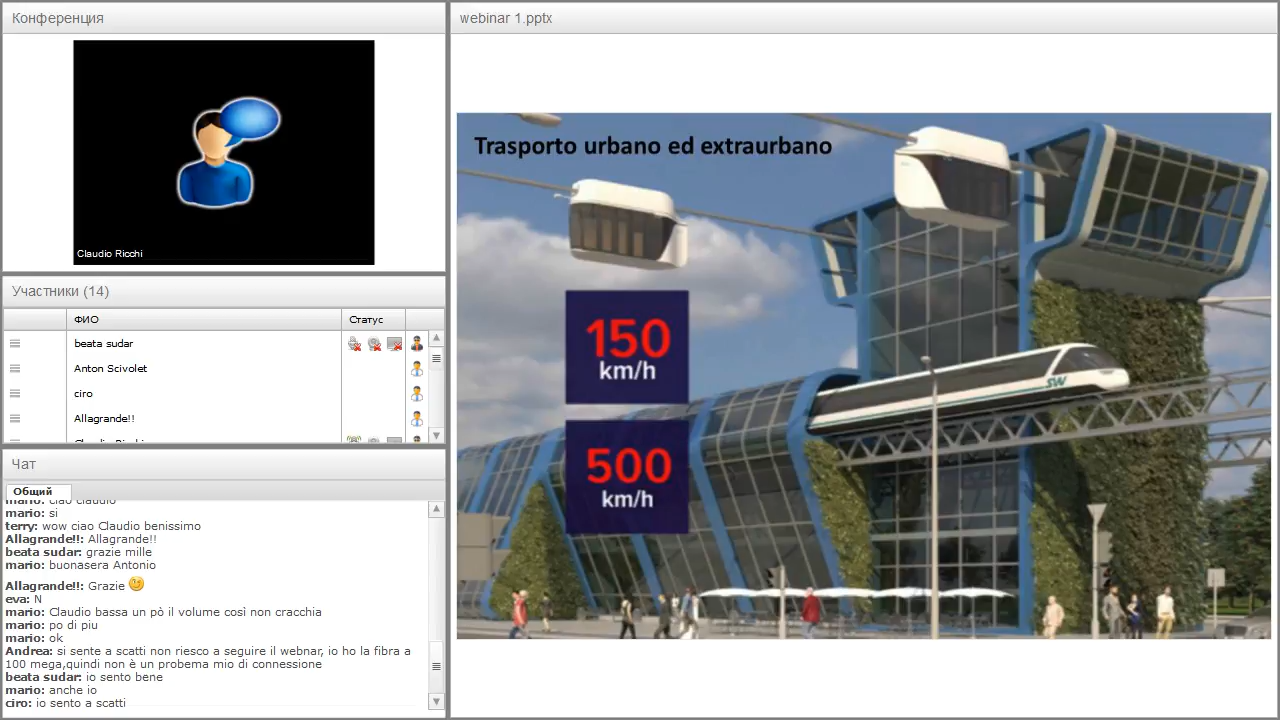 Конференция
Claudio Ricchi
Участники (14)
ФИО
Статус
beata sudar
Anton Scivolet
ciro
Allagrande!!
Чат
Общий
mario: ciao claudio
mario: si
terry: wow ciao Claudio benissimo
Allagrande!!: Allagrande!!
beata sudar: grazie mille
mario: buonasera Antonio
Allagrande!!: Grazie
eva: N
mario: Claudio bassa un pò il volume così non cracchia
mario: po di piu
mario: ok
Andrea: si sente a scatti non riesco a seguire il webnar, io ho la fibra a
100 mega,quindi non è un probema mio di connessione
beata sudar: io sento bene
mario: anche io
ciro: io sento a scatti
webinar 1.pptx
Trasporto urbano ed extraurbano
150
km/h
500
km/h
SW